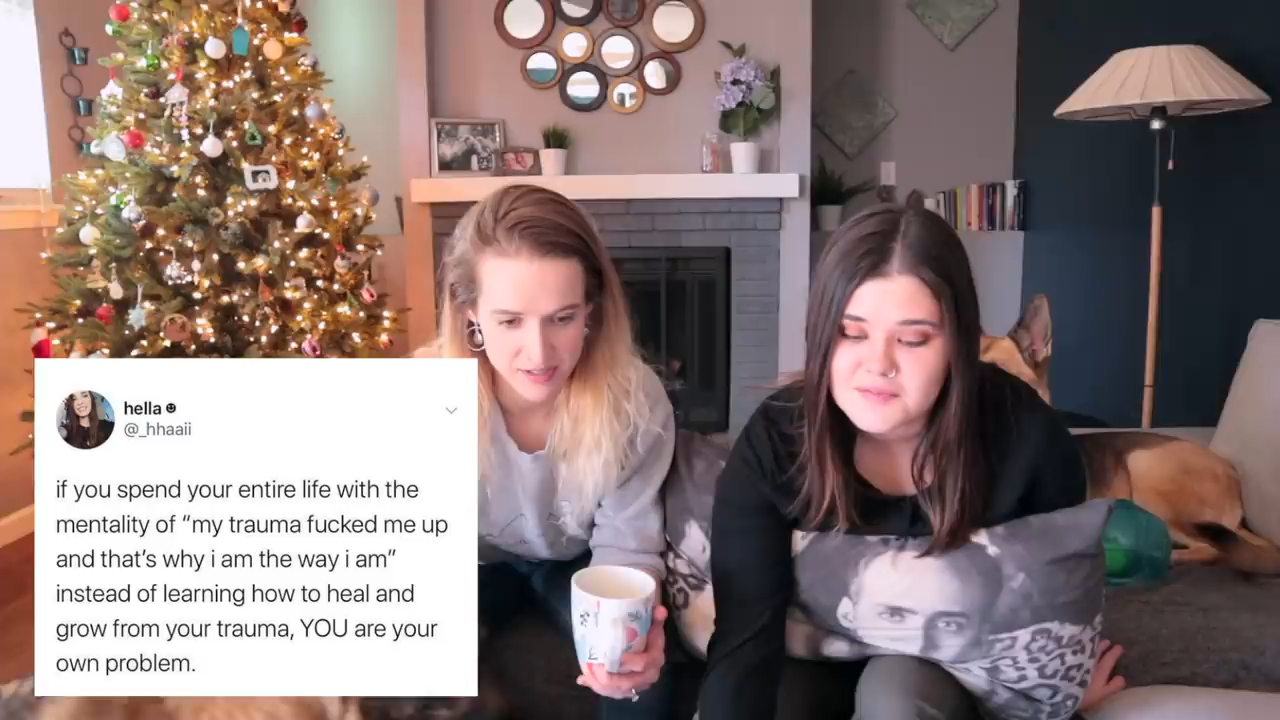 hella ☻
@_hhaaii
if you spend your entire life with the
mentality of “my trauma fucked me up
and that’s why i am the way i am”
instead of learning how to heal and
grow from your trauma, YOU are your
own problem.